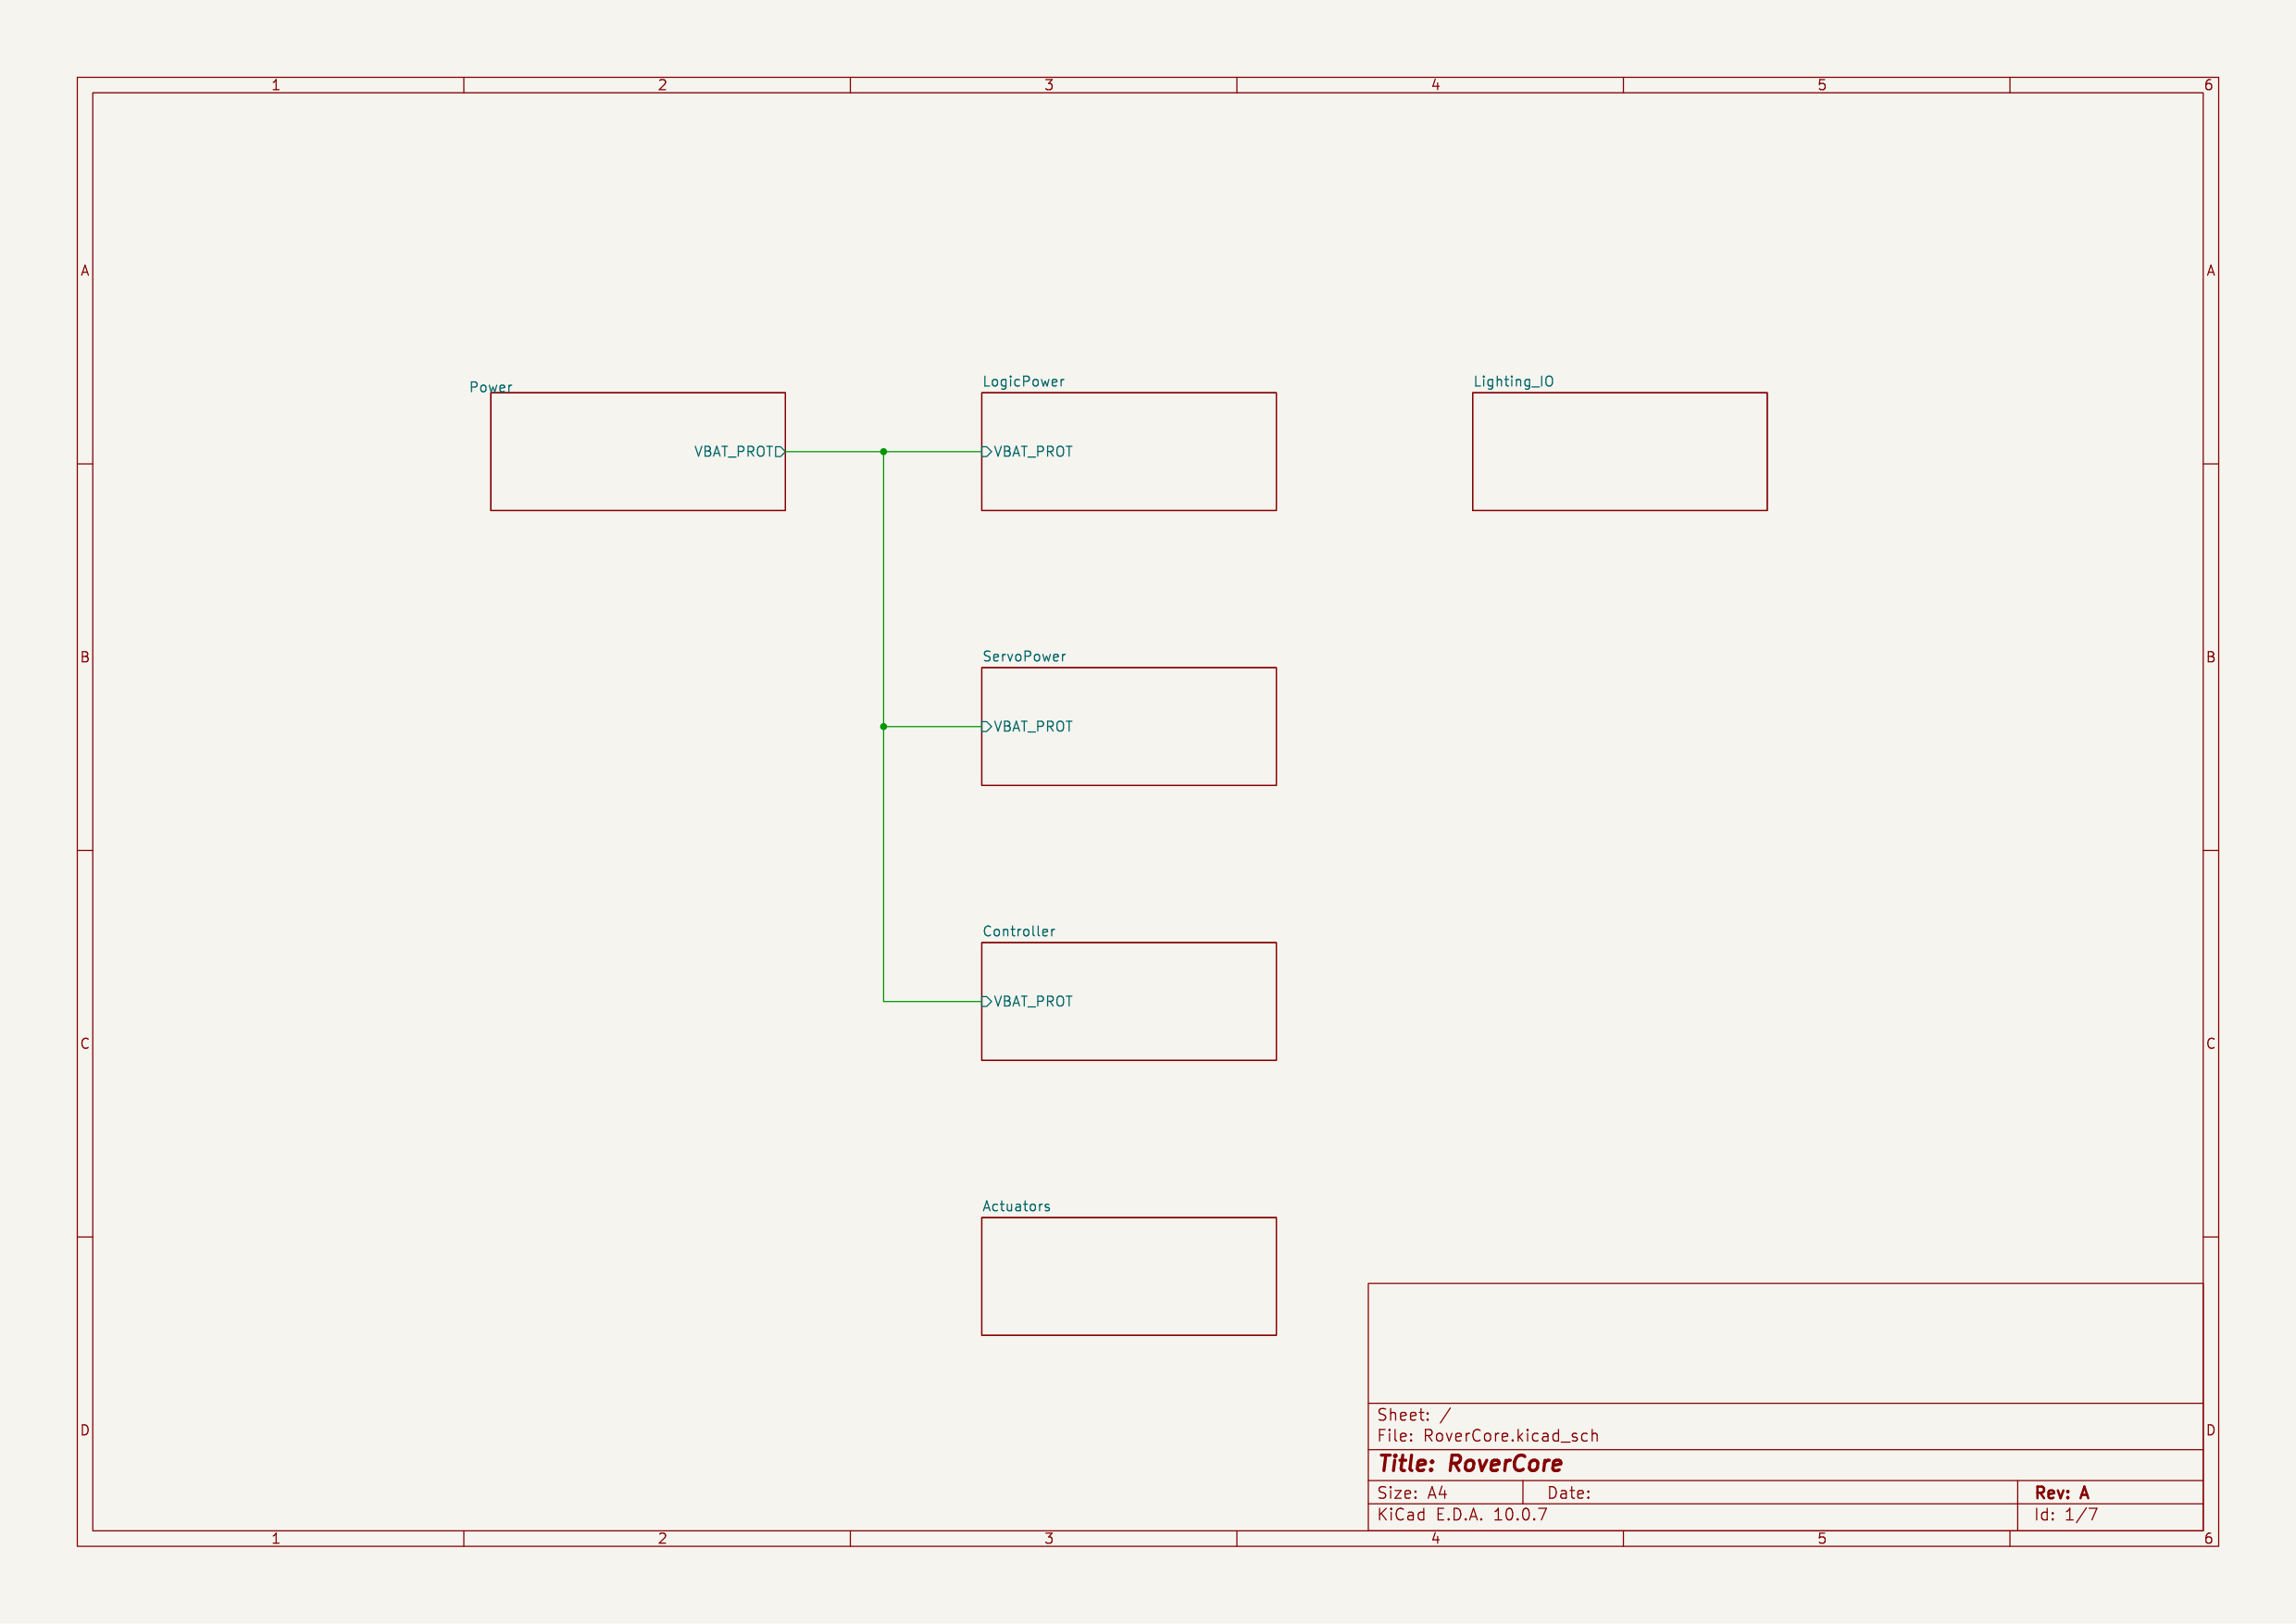 1 2 3 4 5 6
A A
Power LogicPower Lighting_IO
VBAT_PROT VBAT_PROT
B B
ServoPower
VBAT_PROT
Controller
VBAT_PROT
C C
Actuators
Sheet: /
File: RoverCore.kicad_sch
D D
Title: RoverCore
Size: A4 Date: Rev: A
KiCad E.D.A. 10.0.7 Id: 1/7
1 2 3 4 5 6